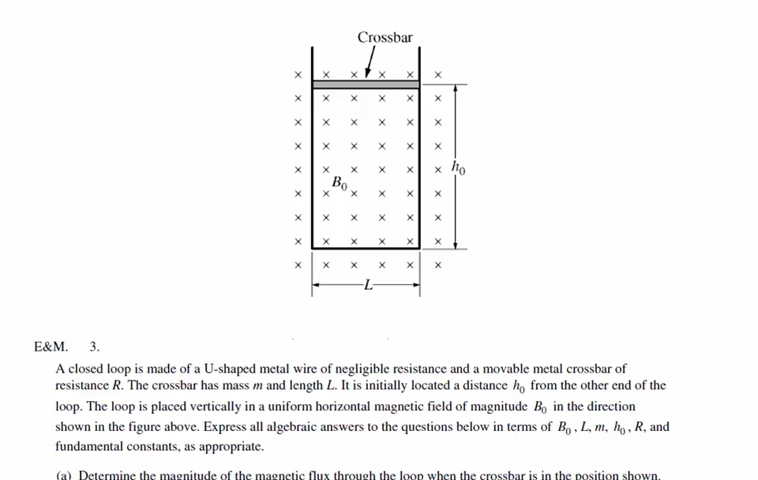 Crossbar
B₀
h₀
L
E&M. 3.
A closed loop is made of a U-shaped metal wire of negligible resistance and a movable metal crossbar of
resistance R. The crossbar has mass m and length L. It is initially located a distance h₀ from the other end of the
loop. The loop is placed vertically in a uniform horizontal magnetic field of magnitude B₀ in the direction
shown in the figure above. Express all algebraic answers to the questions below in terms of B₀, L, m, h₀, R, and
fundamental constants, as appropriate.
(a) Determine the magnitude of the magnetic flux through the loop when the crossbar is in the position shown.